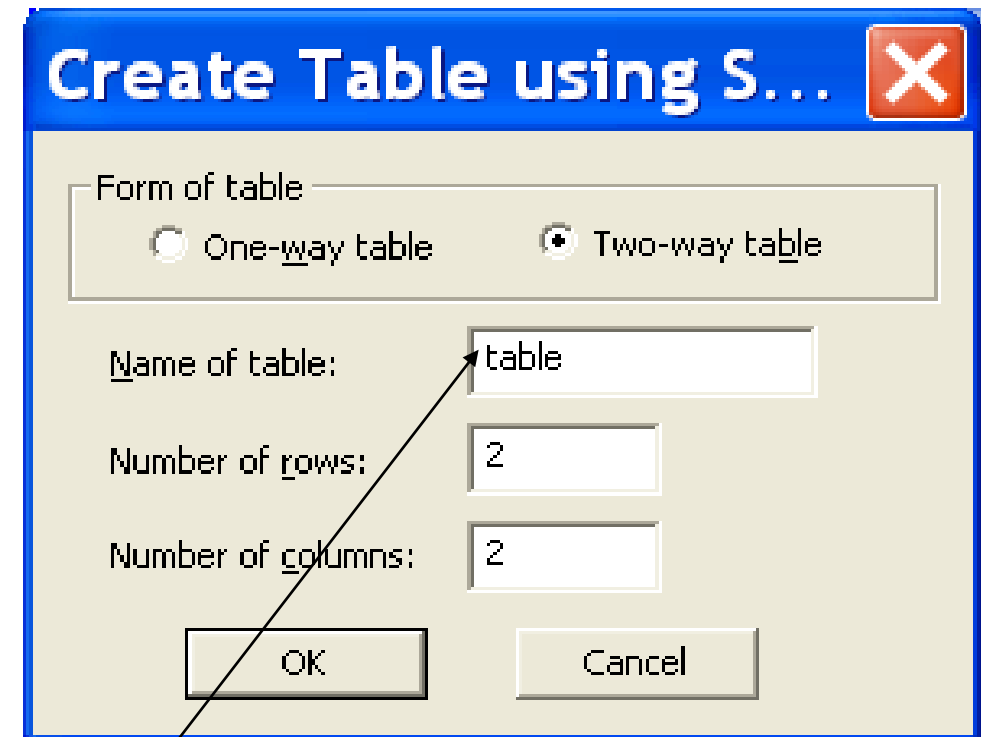 Create Table using S...
Form of table
One-way table
Two-way table
Name of table:
table
Number of rows:
2
Number of columns:
2
OK
Cancel